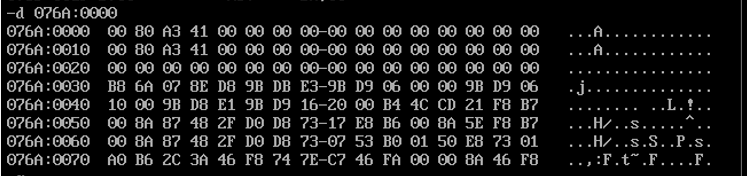 -d 076A:0000
076A:0000  00 80 A3 41 00 00 00 00-00 00 00 00 00 00 00 00   ...A............
076A:0010  00 80 A3 41 00 00 00 00-00 00 00 00 00 00 00 00   ...A............
076A:0020  00 00 00 00 00 00 00 00-00 00 00 00 00 00 00 00   ................
076A:0030  B8 6A 07 8E D8 9B DB E3-9B D9 06 00 00 9B D9 06   .j..............
076A:0040  10 00 9B D8 E1 9B D9 16-20 00 B4 4C CD 21 F8 B7   ........ ..L.!..
076A:0050  00 8A 87 48 2F D0 D8 73-17 E8 B6 00 8A 5E F8 B7   ...H/..s.....^..
076A:0060  00 8A 87 48 2F D0 D8 73-07 53 B0 01 50 E8 73 01   ...H/..s.S..P.s.
076A:0070  A0 B6 2C 3A 46 F8 74 7E-C7 46 FA 00 00 8A 46 F8   ..,:F.t~.F....F.